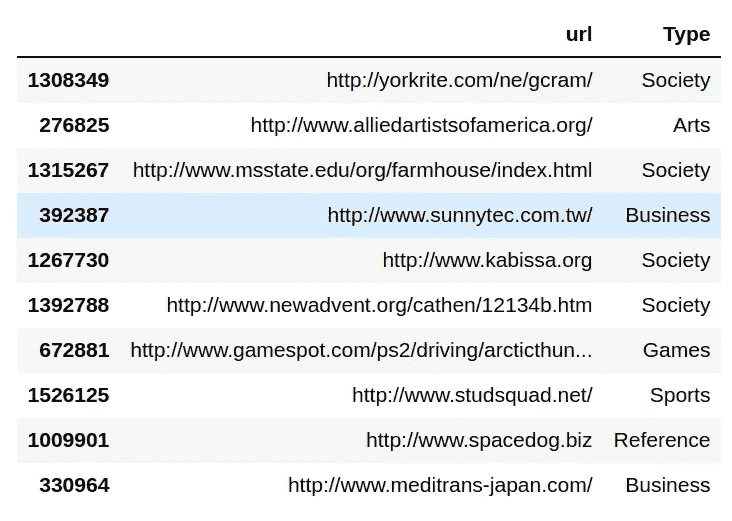 url Type
1308349 http://yorkrite.com/ne/gcram/ Society
276825 http://www.alliedartistsofamerica.org/ Arts
1315267 http://www.msstate.edu/org/farmhouse/index.html Society
392387 http://www.sunnytec.com.tw/ Business
1267730 http://www.kabissa.org Society
1392788 http://www.newadvent.org/cathen/12134b.htm Society
672881 http://www.gamespot.com/ps2/driving/arcticthun... Games
1526125 http://www.studsquad.net/ Sports
1009901 http://www.spacedog.biz Reference
330964 http://www.meditrans-japan.com/ Business